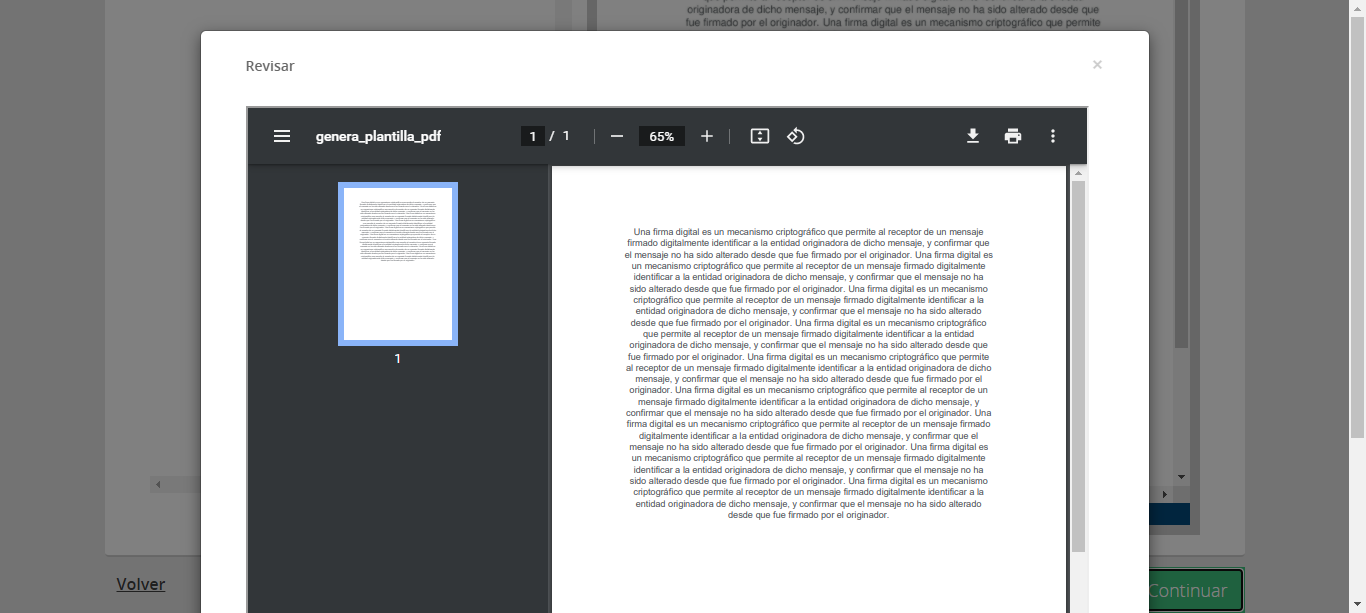 originadora de dicho mensaje, y confirmar que el mensaje no ha sido alterado desde que
fue firmado por el originador. Una firma digital es un mecanismo criptográfico que permite
Revisar
×
genera_plantilla_pdf
1 / 1
65%
1
Una firma digital es un mecanismo criptográfico que permite al receptor de un mensaje
firmado digitalmente identificar a la entidad originadora de dicho mensaje, y confirmar que
el mensaje no ha sido alterado desde que fue firmado por el originador. Una firma digital es
un mecanismo criptográfico que permite al receptor de un mensaje firmado digitalmente
identificar a la entidad originadora de dicho mensaje, y confirmar que el mensaje no ha
sido alterado desde que fue firmado por el originador. Una firma digital es un mecanismo
criptográfico que permite al receptor de un mensaje firmado digitalmente identificar a la
entidad originadora de dicho mensaje, y confirmar que el mensaje no ha sido alterado
desde que fue firmado por el originador. Una firma digital es un mecanismo criptográfico
que permite al receptor de un mensaje firmado digitalmente identificar a la entidad
originadora de dicho mensaje, y confirmar que el mensaje no ha sido alterado desde que
fue firmado por el originador. Una firma digital es un mecanismo criptográfico que permite
al receptor de un mensaje firmado digitalmente identificar a la entidad originadora de dicho
mensaje, y confirmar que el mensaje no ha sido alterado desde que fue firmado por el
originador. Una firma digital es un mecanismo criptográfico que permite al receptor de un
mensaje firmado digitalmente identificar a la entidad originadora de dicho mensaje, y
confirmar que el mensaje no ha sido alterado desde que fue firmado por el originador. Una
firma digital es un mecanismo criptográfico que permite al receptor de un mensaje firmado
digitalmente identificar a la entidad originadora de dicho mensaje, y confirmar que el
mensaje no ha sido alterado desde que fue firmado por el originador. Una firma digital es
un mecanismo criptográfico que permite al receptor de un mensaje firmado digitalmente
identificar a la entidad originadora de dicho mensaje, y confirmar que el mensaje no ha
sido alterado desde que fue firmado por el originador. Una firma digital es un mecanismo
criptográfico que permite al receptor de un mensaje firmado digitalmente identificar a la
entidad originadora de dicho mensaje, y confirmar que el mensaje no ha sido alterado
desde que fue firmado por el originador.
Volver
Continuar